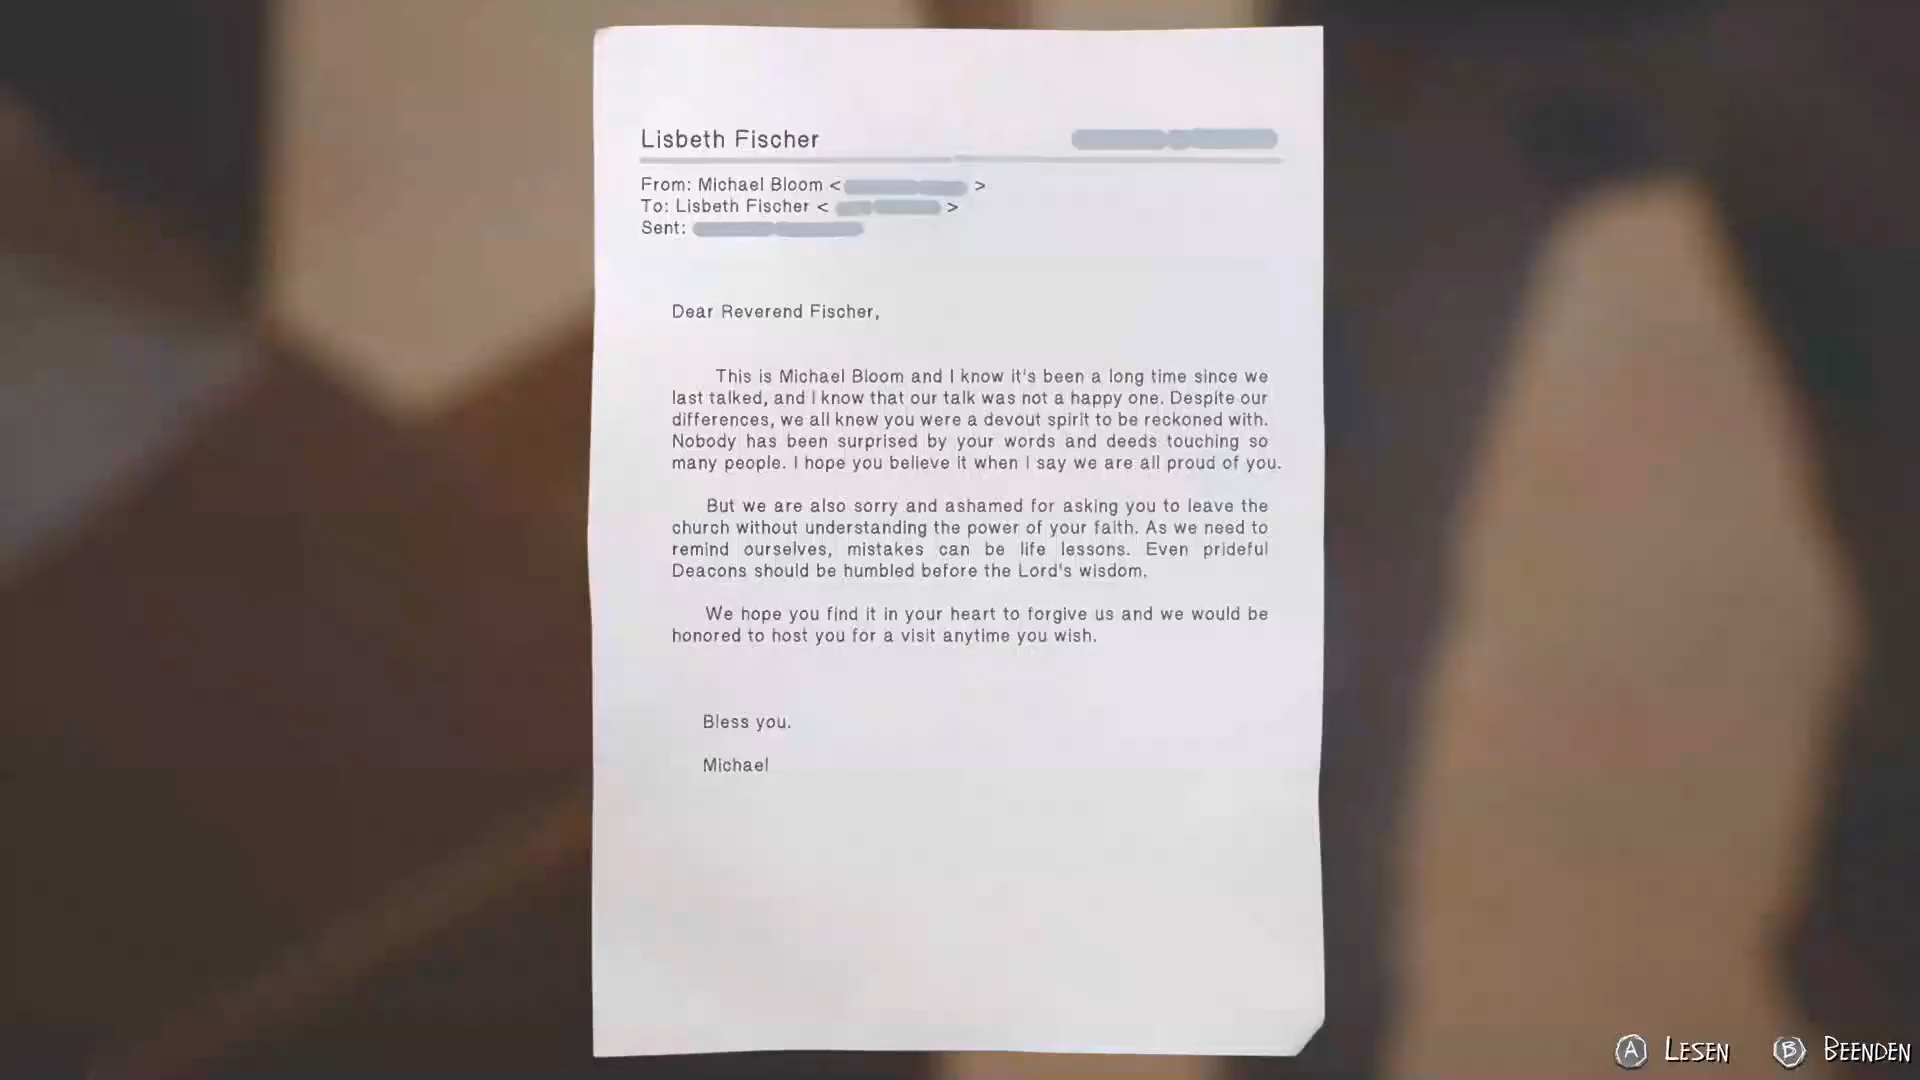 Lisbeth Fischer
From: Michael Bloom < >
To: Lisbeth Fischer < >
Sent:
Dear Reverend Fischer,
This is Michael Bloom and I know it's been a long time since we
last talked, and I know that our talk was not a happy one. Despite our
differences, we all knew you were a devout spirit to be reckoned with.
Nobody has been surprised by your words and deeds touching so
many people. I hope you believe it when I say we are all proud of you.
But we are also sorry and ashamed for asking you to leave the
church without understanding the power of your faith. As we need to
remind ourselves, mistakes can be life lessons. Even prideful
Deacons should be humbled before the Lord's wisdom.
We hope you find it in your heart to forgive us and we would be
honored to host you for a visit anytime you wish.
Bless you.
Michael
A LESEN B BEENDEN